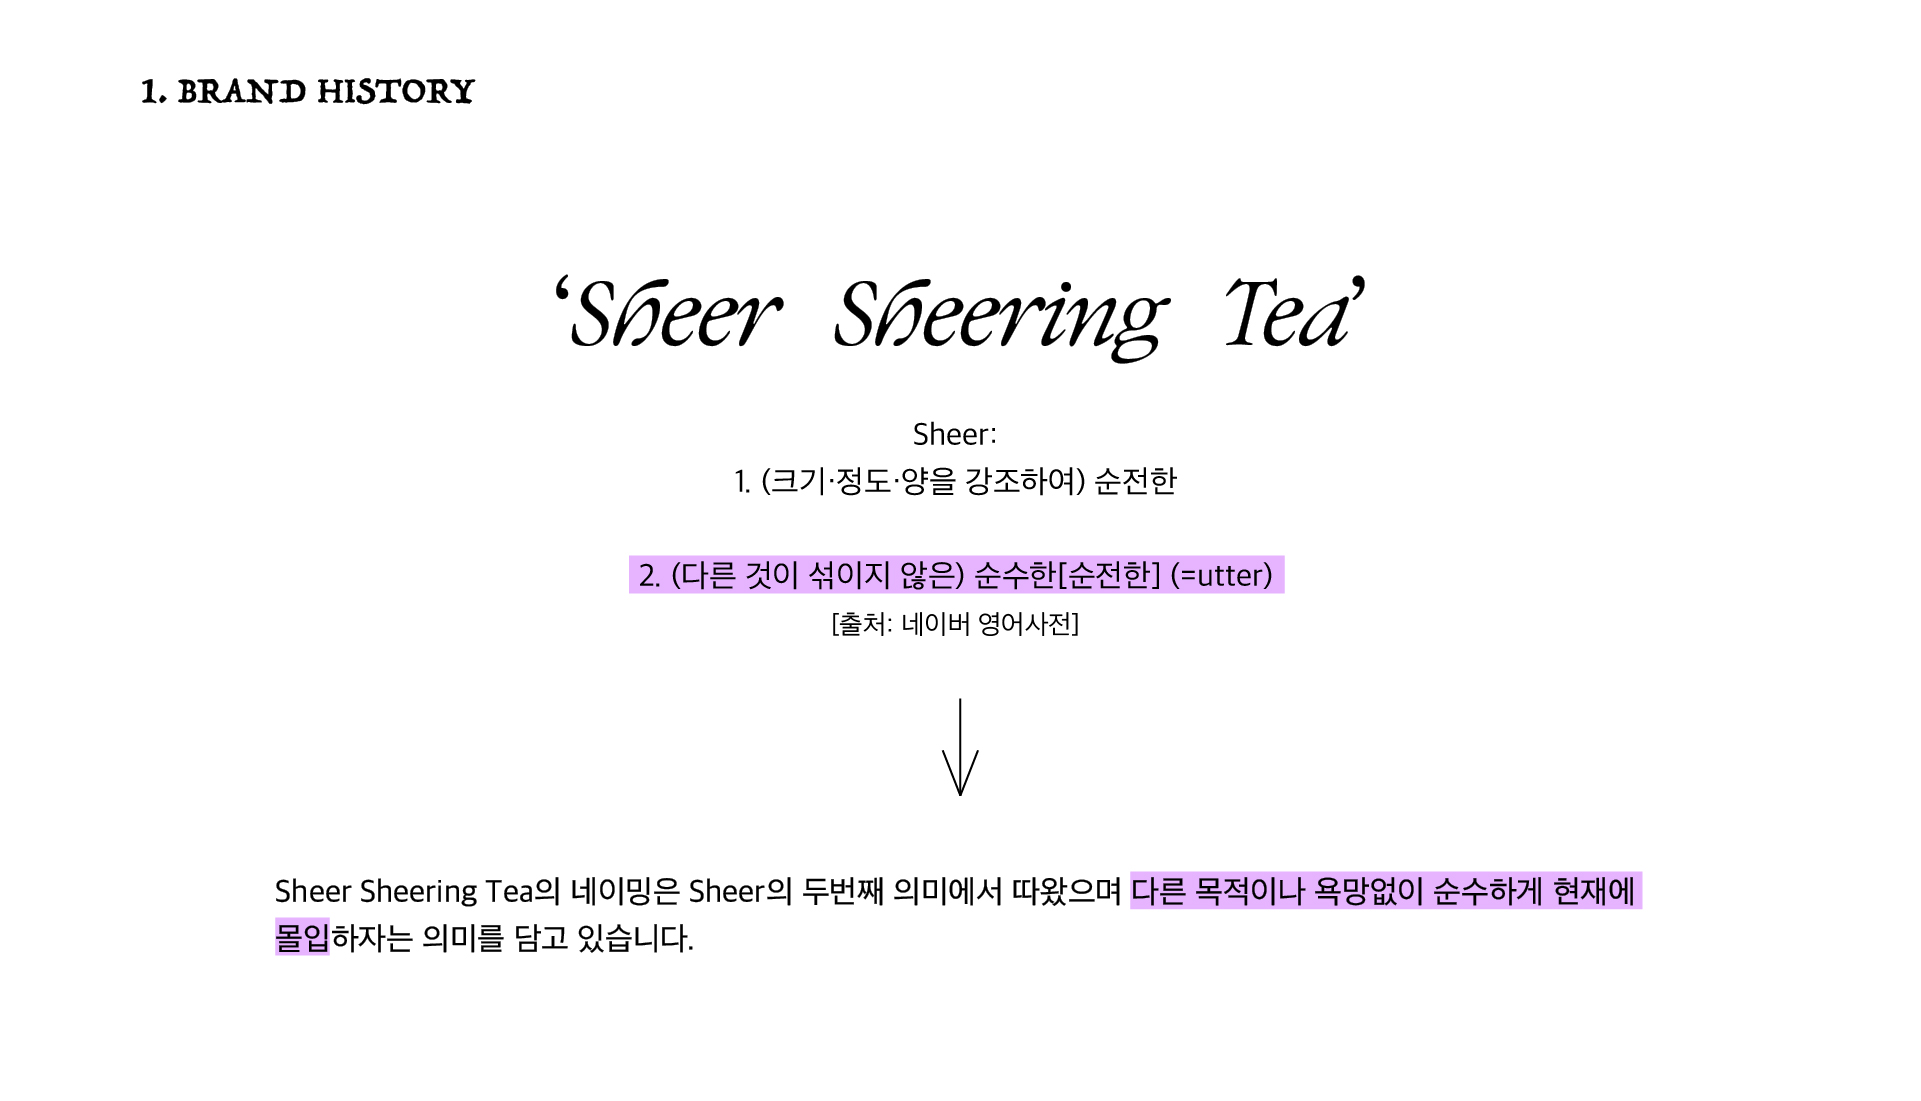 1. BRAND HISTORY
‘Sheer Sheering Tea’
Sheer:
1. (크기·정도·양을 강조하여) 순전한
2. (다른 것이 섞이지 않은) 순수한[순전한] (=utter)
[출처: 네이버 영어사전]
Sheer Sheering Tea의 네이밍은 Sheer의 두번째 의미에서 따왔으며 다른 목적이나 욕망없이 순수하게 현재에
몰입하자는 의미를 담고 있습니다.